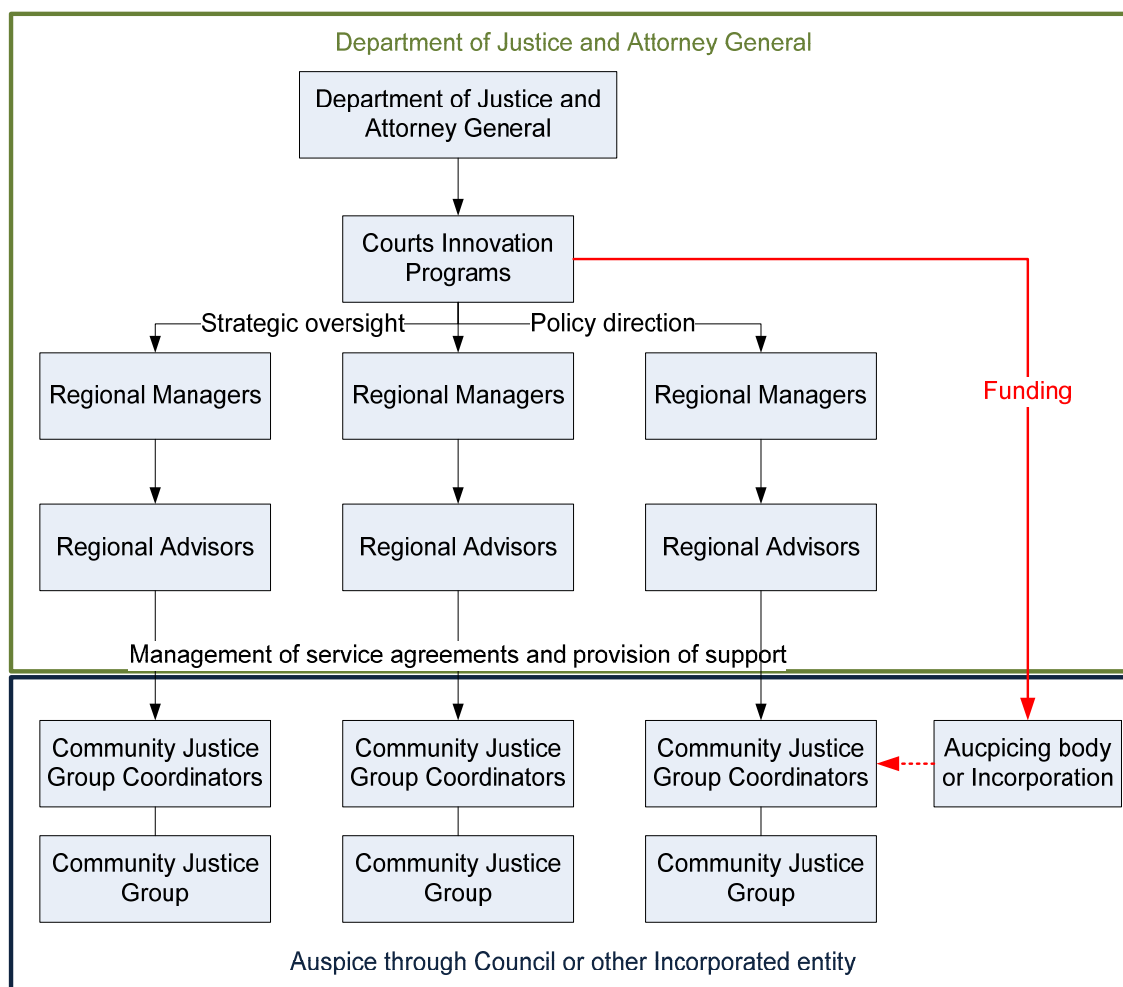 Department of Justice and Attorney General
Department of Justice and
Attorney General
Courts Innovation
Programs
Strategic oversight
Policy direction
Regional Managers
Regional Managers
Regional Managers
Funding
Regional Advisors
Regional Advisors
Regional Advisors
Management of service agreements and provision of support
Community Justice
Group Coordinators
Community Justice
Group Coordinators
Community Justice
Group Coordinators
Aucpicing body
or Incorporation
Community Justice
Group
Community Justice
Group
Community Justice
Group
Auspice through Council or other Incorporated entity